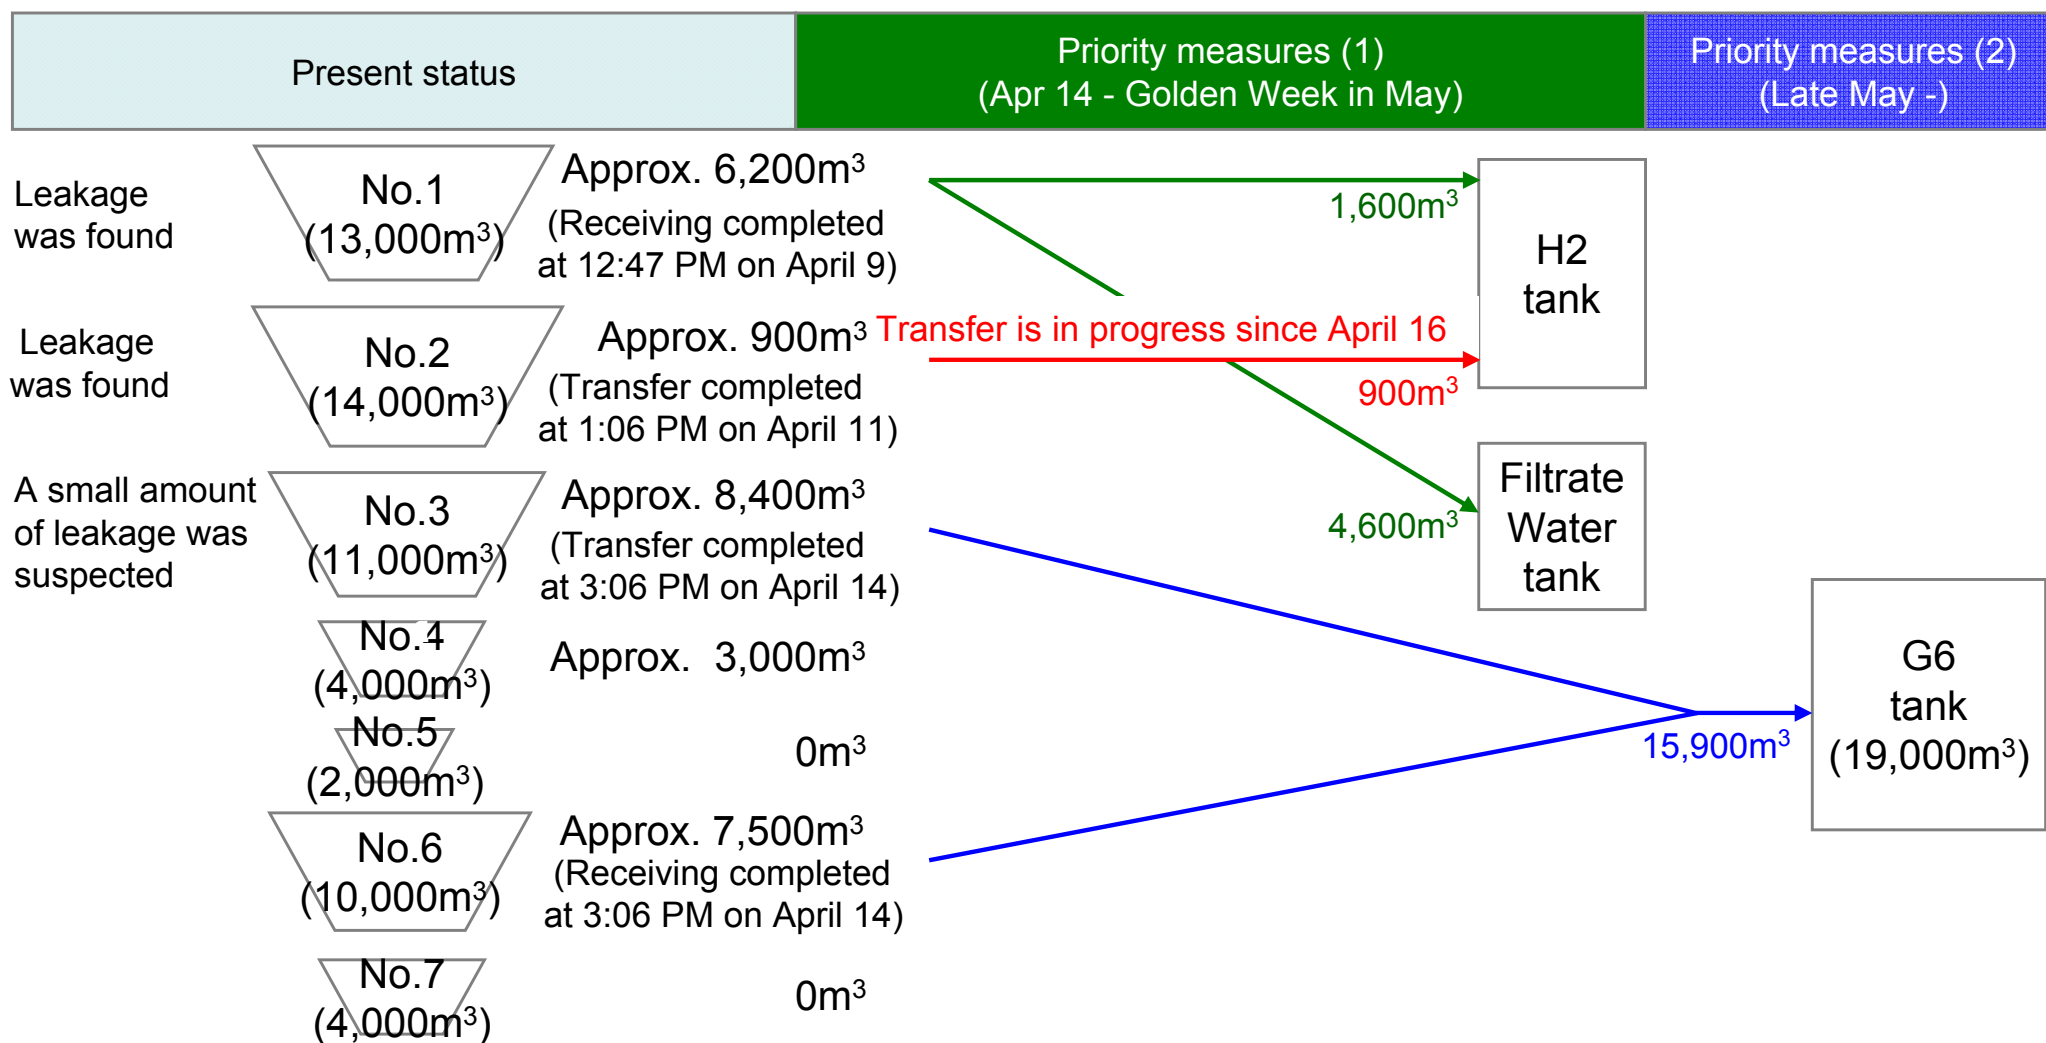 Present status
Priority measures (1)
(Apr 14 - Golden Week in May)
Priority measures (2)
(Late May -)
Leakage
was found
No.1
(13,000m³)
Approx. 6,200m³
(Receiving completed
at 12:47 PM on April 9)
1,600m³
H2
tank
Leakage
was found
No.2
(14,000m³)
Approx. 900m³
(Transfer completed
at 1:06 PM on April 11)
Transfer is in progress since April 16
900m³
A small amount
of leakage was
suspected
No.3
(11,000m³)
Approx. 8,400m³
(Transfer completed
at 3:06 PM on April 14)
4,600m³
Filtrate
Water
tank
No.4
(4,000m³)
Approx. 3,000m³
No.5
(2,000m³)
0m³
15,900m³
G6
tank
(19,000m³)
No.6
(10,000m³)
Approx. 7,500m³
(Receiving completed
at 3:06 PM on April 14)
No.7
(4,000m³)
0m³